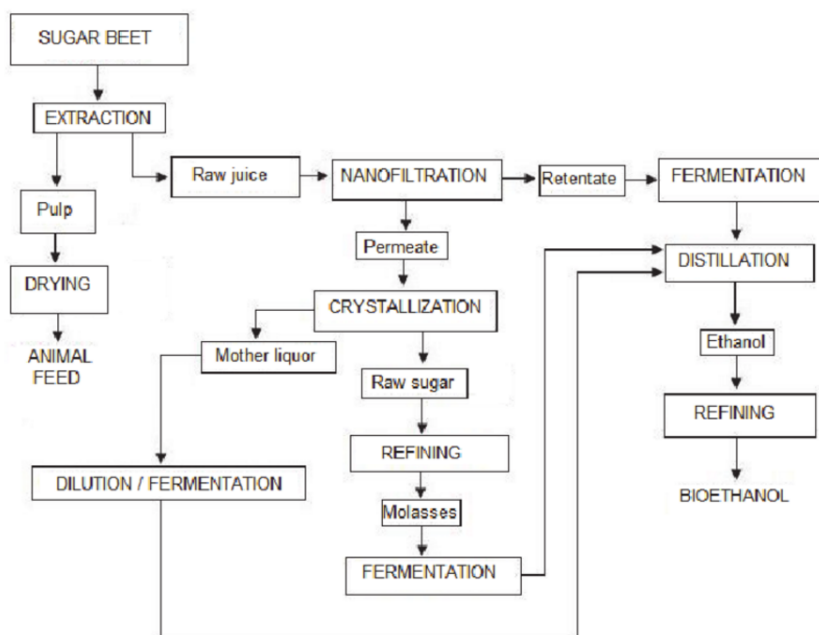 SUGAR BEET
EXTRACTION
Raw juice
NANOFILTRATION
Retentate
FERMENTATION
Pulp
Permeate
DISTILLATION
DRYING
CRYSTALLIZATION
ANIMAL
FEED
Mother liquor
Ethanol
Raw sugar
REFINING
REFINING
DILUTION / FERMENTATION
Molasses
BIOETHANOL
FERMENTATION